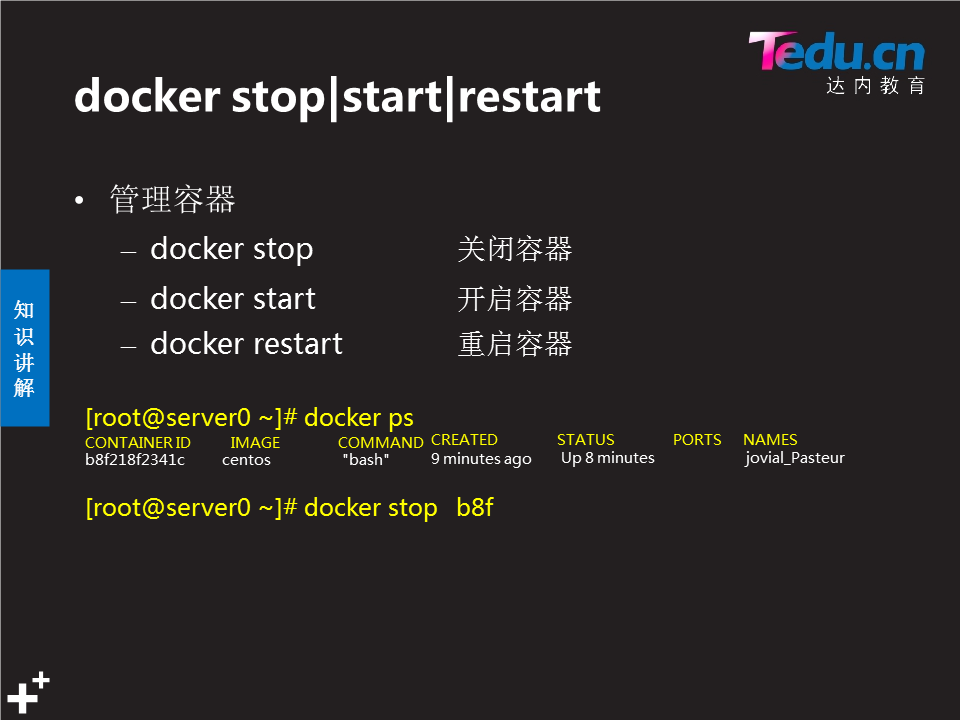 Tedu.cn
达内教育
docker stop|start|restart
• 管理容器
– docker stop 关闭容器
– docker start 开启容器
– docker restart 重启容器
知
识
讲
解
[root@server0 ~]# docker ps
CONTAINER ID IMAGE COMMAND CREATED STATUS PORTS NAMES
b8f218f2341c centos "bash" 9 minutes ago Up 8 minutes jovial_Pasteur
[root@server0 ~]# docker stop b8f